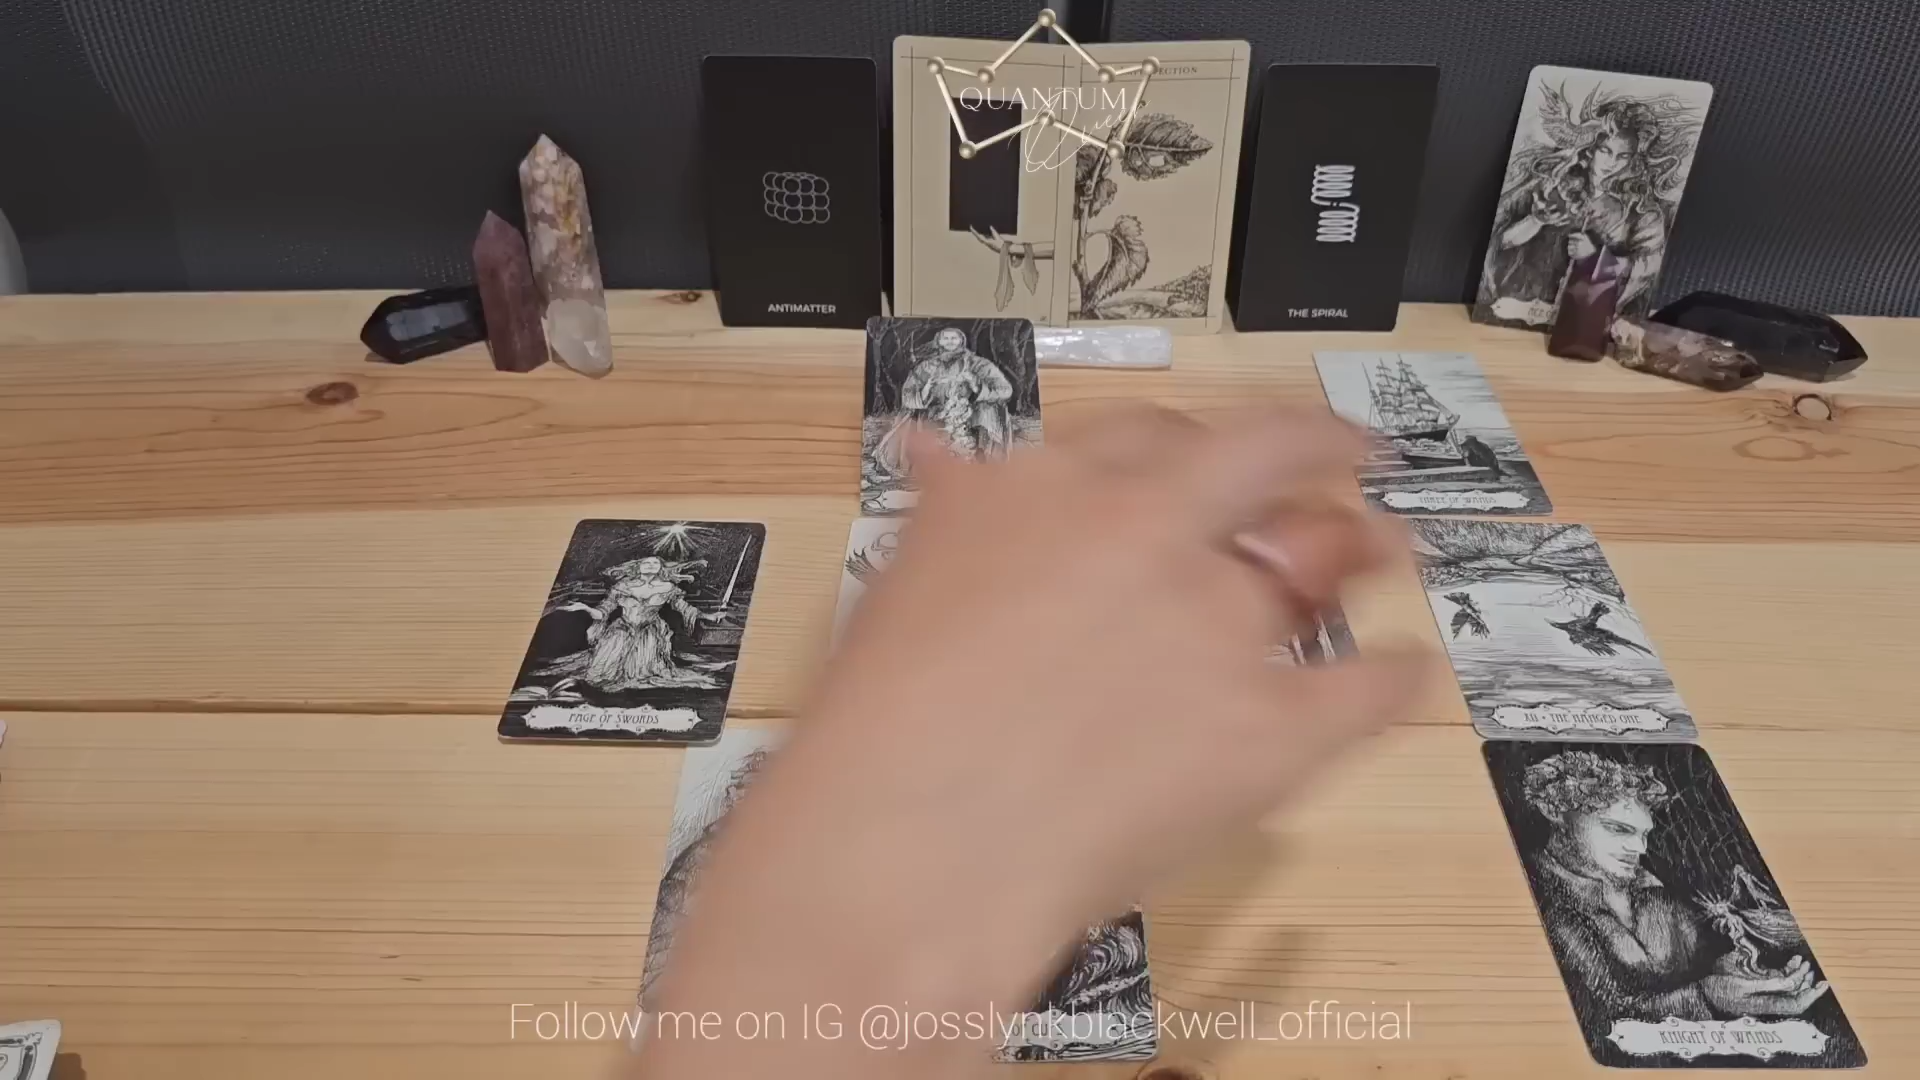 QUANTUM
Queen
ANTIMATTER
THE SPIRAL
THREE OF WANDS
PAGE OF SWORDS
XII • THE HANGED ONE
KNIGHT OF WANDS
Follow me on IG @josslynkblackwell_official